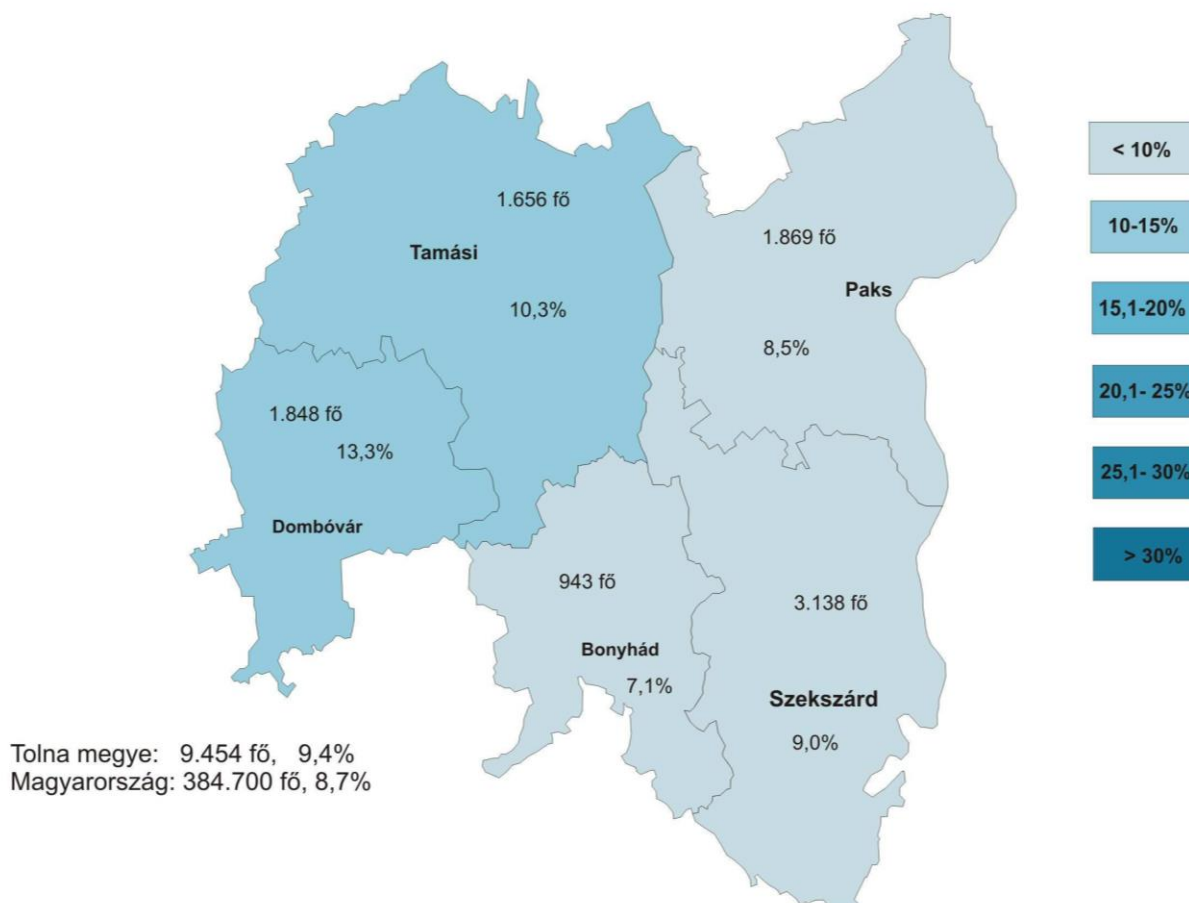 1.656 fő
Tamási
10,3%
1.869 fő
Paks
8,5%
1.848 fő
13,3%
Dombóvár
943 fő
Bonyhád
7,1%
3.138 fő
Szekszárd
9,0%
Tolna megye: 9.454 fő, 9,4%
Magyarország: 384.700 fő, 8,7%
< 10%
10-15%
15,1-20%
20,1- 25%
25,1- 30%
> 30%